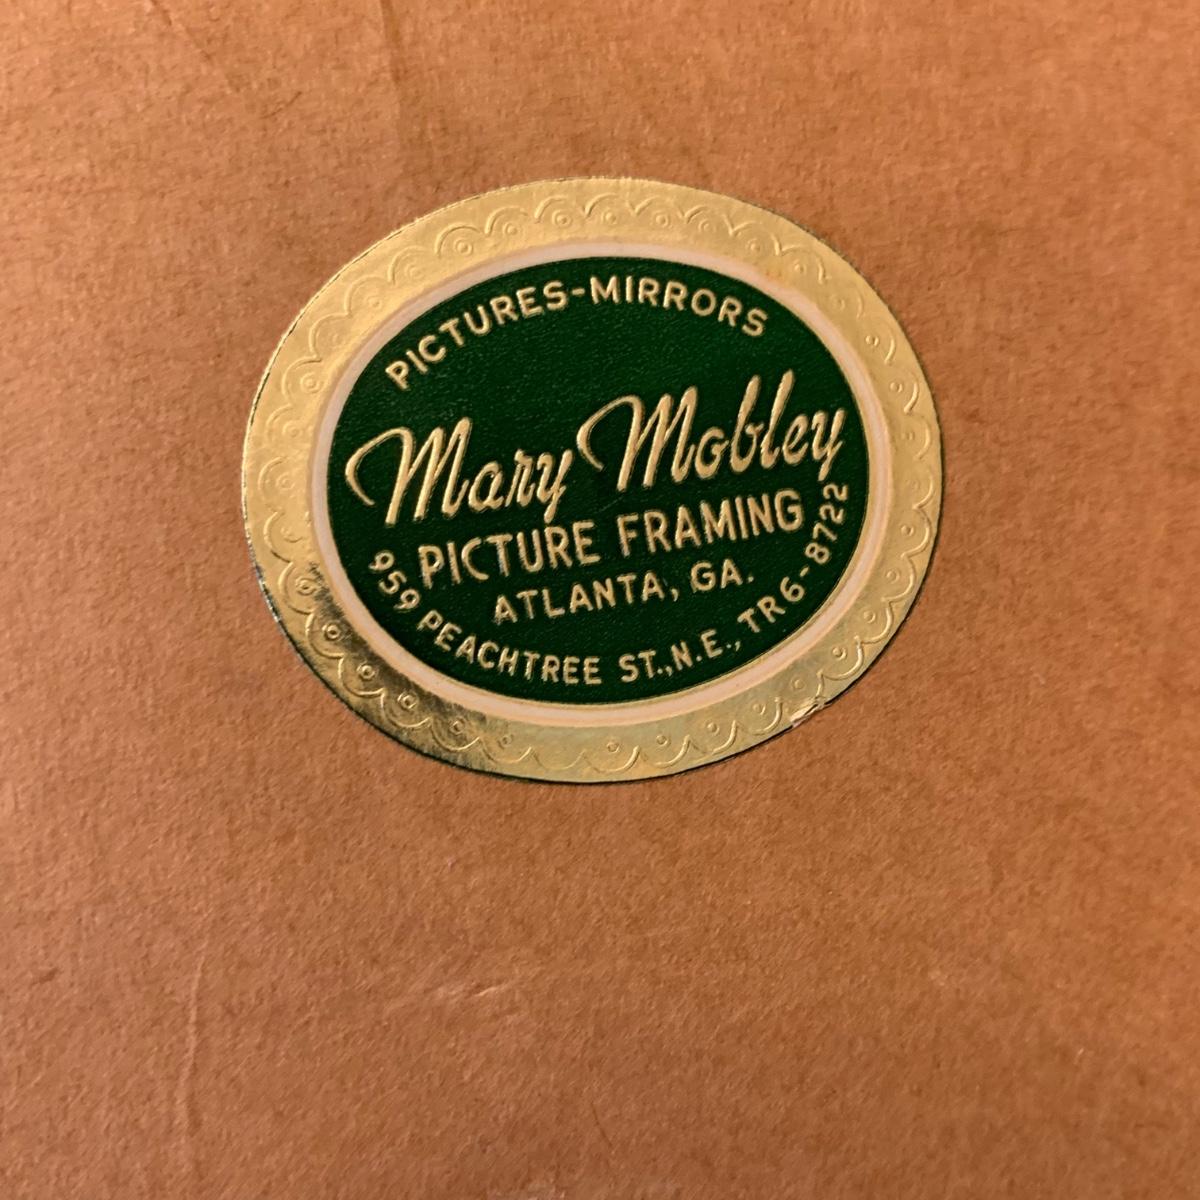 PICTURES-MIRRORS
Mary Mobley
PICTURE FRAMING
ATLANTA, GA.
959 PEACHTREE ST.,N.E., TR6-8722